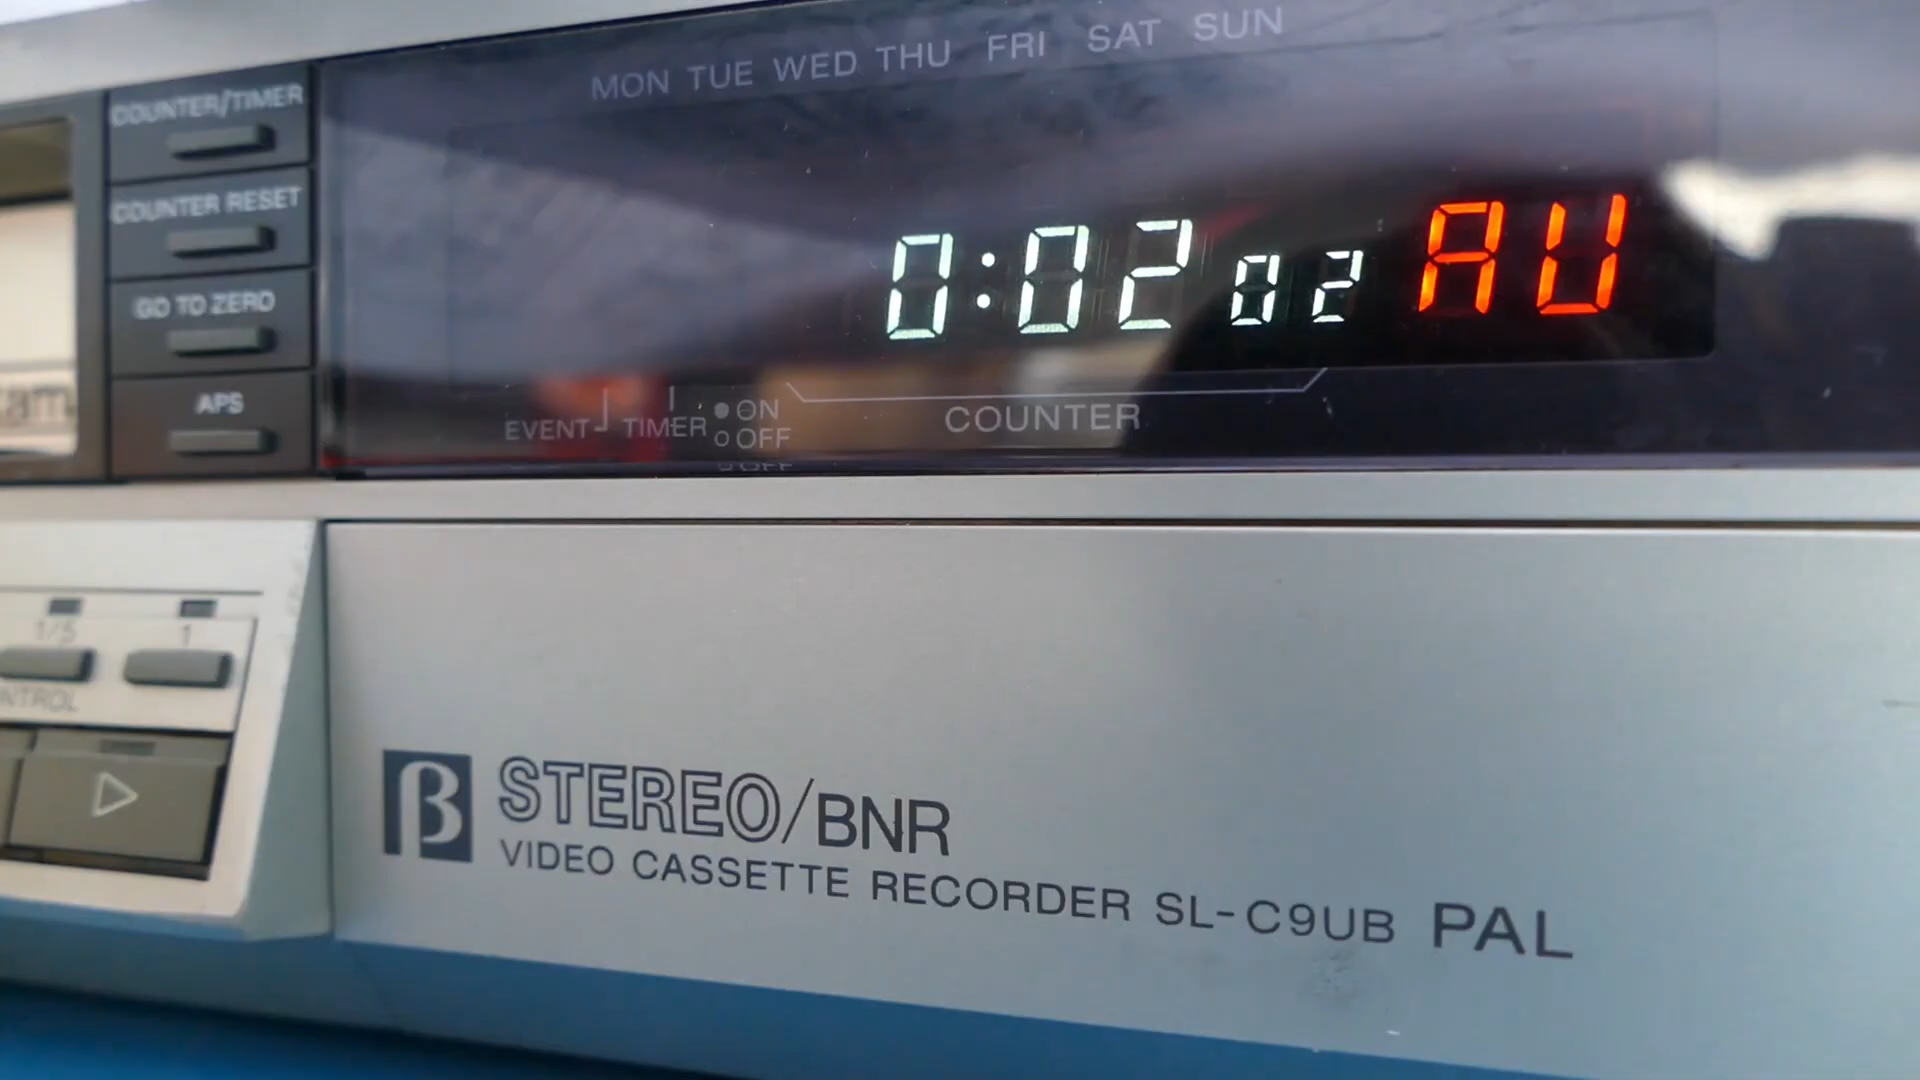 MON TUE WED THU FRI SAT SUN
COUNTER/TIMER
COUNTER RESET
GO TO ZERO
APS
0:02 02 AU
EVENT TIMER ON
OFF
COUNTER
1/5 1
β STEREO/BNR
VIDEO CASSETTE RECORDER SL-C9UB PAL